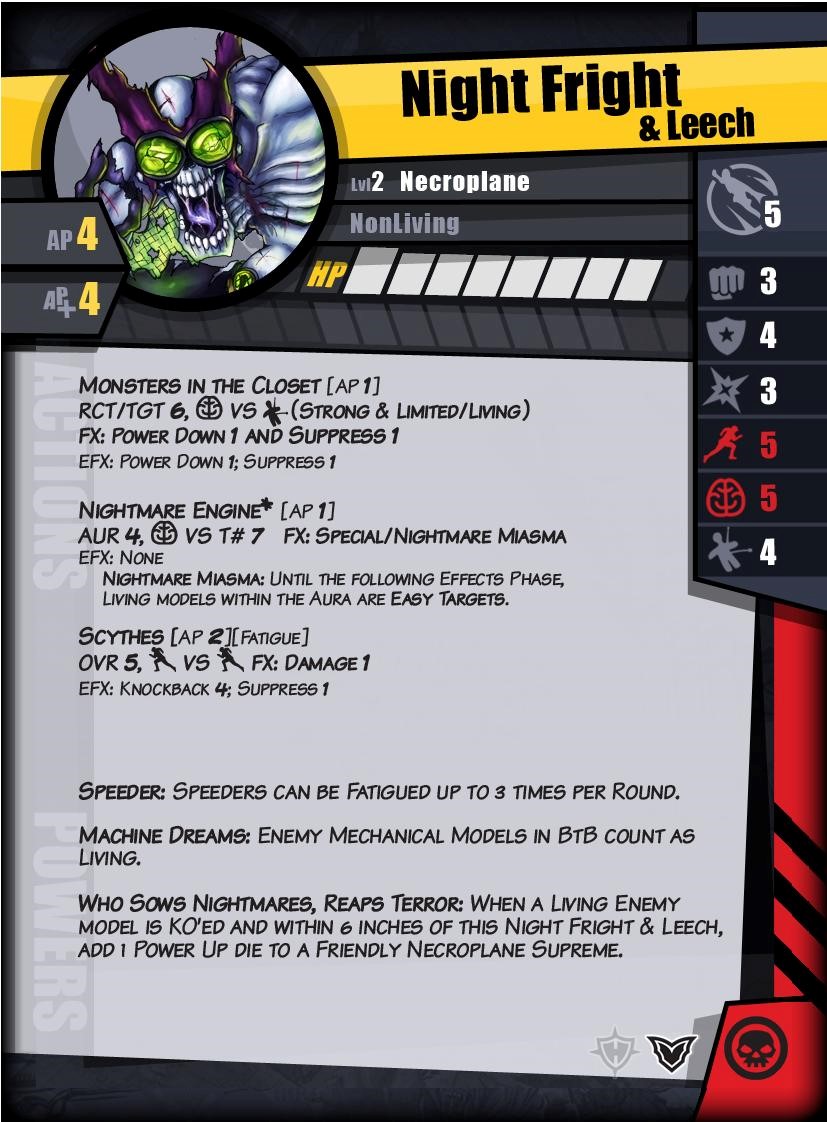 Night Fright
& Leech
Lvl2 Necroplane
NonLiving
AP 4
AP+ 4
HP
5
3
4
3
5
5
4
ACTIONS
MONSTERS IN THE CLOSET [AP 1]
RCT/TGT 6, VS (STRONG & LIMITED/LIVING)
FX: POWER DOWN 1 AND SUPPRESS 1
EFX: POWER DOWN 1; SUPPRESS 1
NIGHTMARE ENGINE* [AP 1]
AUR 4, VS T# 7 FX: SPECIAL/NIGHTMARE MIASMA
EFX: NONE
NIGHTMARE MIASMA: UNTIL THE FOLLOWING EFFECTS PHASE,
LIVING MODELS WITHIN THE AURA ARE EASY TARGETS.
SCYTHES [AP 2][FATIGUE]
OVR 5, VS FX: DAMAGE 1
EFX: KNOCKBACK 4; SUPPRESS 1
POWERS
SPEEDER: SPEEDERS CAN BE FATIGUED UP TO 3 TIMES PER ROUND.
MACHINE DREAMS: ENEMY MECHANICAL MODELS IN BTB COUNT AS
LIVING.
WHO SOWS NIGHTMARES, REAPS TERROR: WHEN A LIVING ENEMY
MODEL IS KO'ED AND WITHIN 6 INCHES OF THIS NIGHT FRIGHT & LEECH,
ADD 1 POWER UP DIE TO A FRIENDLY NECROPLANE SUPREME.
H